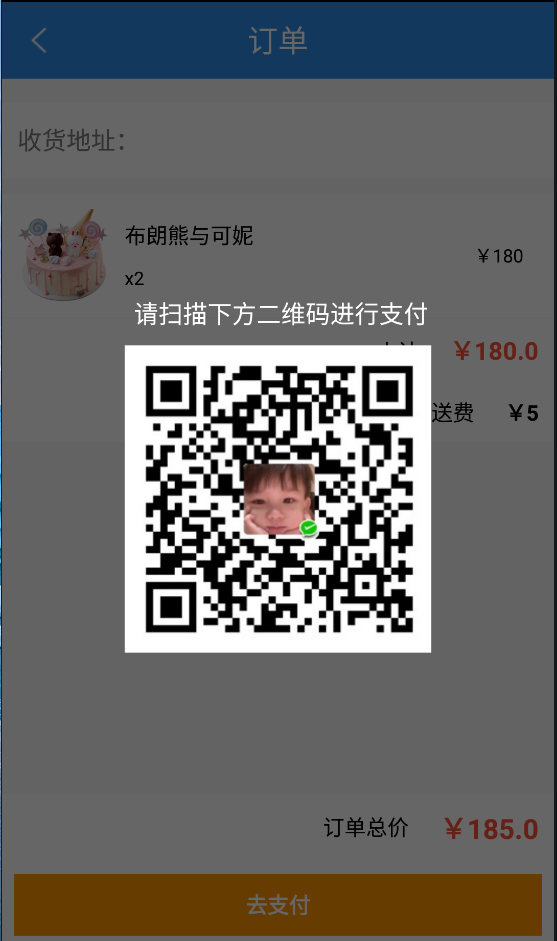 订单
收货地址：
布朗熊与可妮
￥180
x2
请扫描下方二维码进行支付
￥180.0
送费 ￥5
订单总价 ￥185.0
去支付